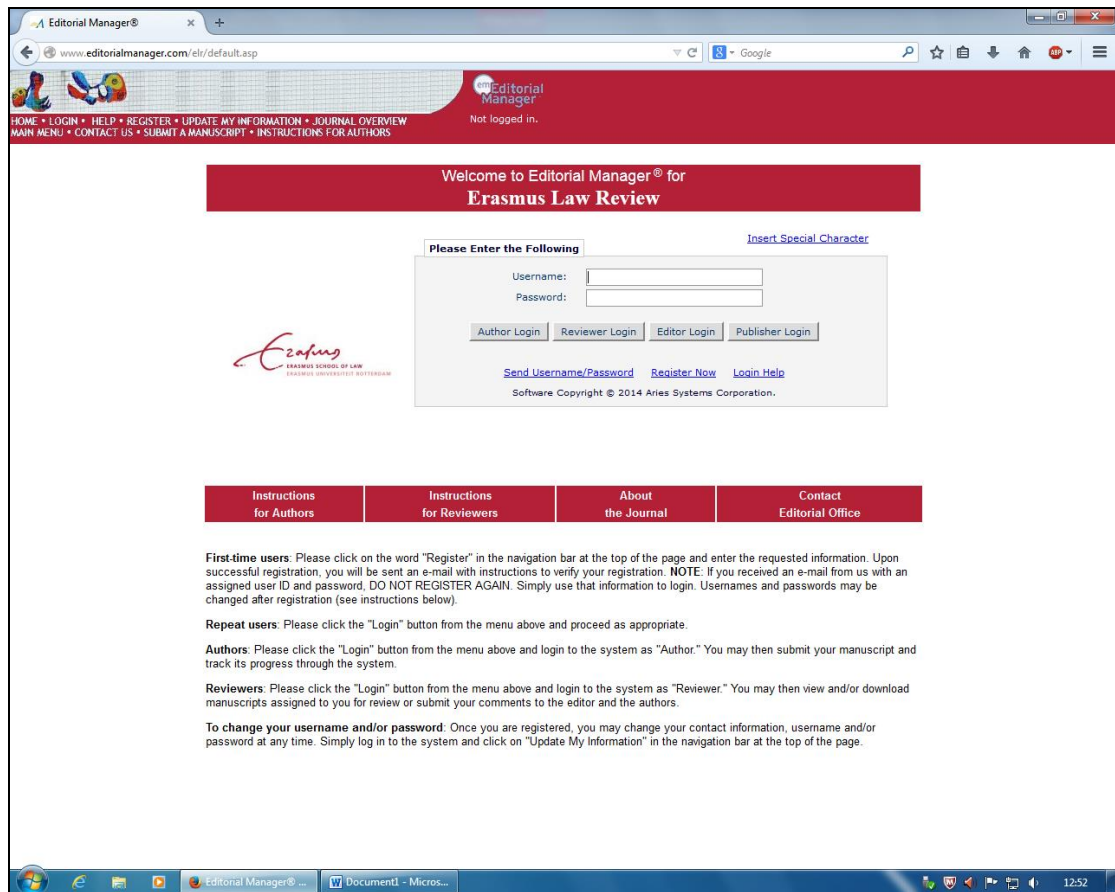 Editorial Manager®
www.editorialmanager.com/elr/default.asp
Google
ABP
em Editorial
Manager
HOME • LOGIN • HELP • REGISTER • UPDATE MY INFORMATION • JOURNAL OVERVIEW
Not logged in.
MAIN MENU • CONTACT US • SUBMIT A MANUSCRIPT • INSTRUCTIONS FOR AUTHORS
Welcome to Editorial Manager® for
Erasmus Law Review
Insert Special Character
Please Enter the Following
Username:
Password:
Author Login Reviewer Login Editor Login Publisher Login
Erafmus
ERASMUS SCHOOL OF LAW
ERASMUS UNIVERSITEIT ROTTERDAM
Send Username/Password Register Now Login Help
Software Copyright © 2014 Aries Systems Corporation.
Instructions for Authors
Instructions for Reviewers
About the Journal
Contact Editorial Office
First-time users: Please click on the word "Register" in the navigation bar at the top of the page and enter the requested information. Upon
successful registration, you will be sent an e-mail with instructions to verify your registration. NOTE: If you received an e-mail from us with an
assigned user ID and password, DO NOT REGISTER AGAIN. Simply use that information to login. Usernames and passwords may be
changed after registration (see instructions below).
Repeat users: Please click the "Login" button from the menu above and proceed as appropriate.
Authors: Please click the "Login" button from the menu above and login to the system as "Author." You may then submit your manuscript and
track its progress through the system.
Reviewers: Please click the "Login" button from the menu above and login to the system as "Reviewer." You may then view and/or download
manuscripts assigned to you for review or submit your comments to the editor and the authors.
To change your username and/or password: Once you are registered, you may change your contact information, username and/or
password at any time. Simply log in to the system and click on "Update My Information" in the navigation bar at the top of the page.
Editorial Manager® ... Document1 - Micros... 12:52